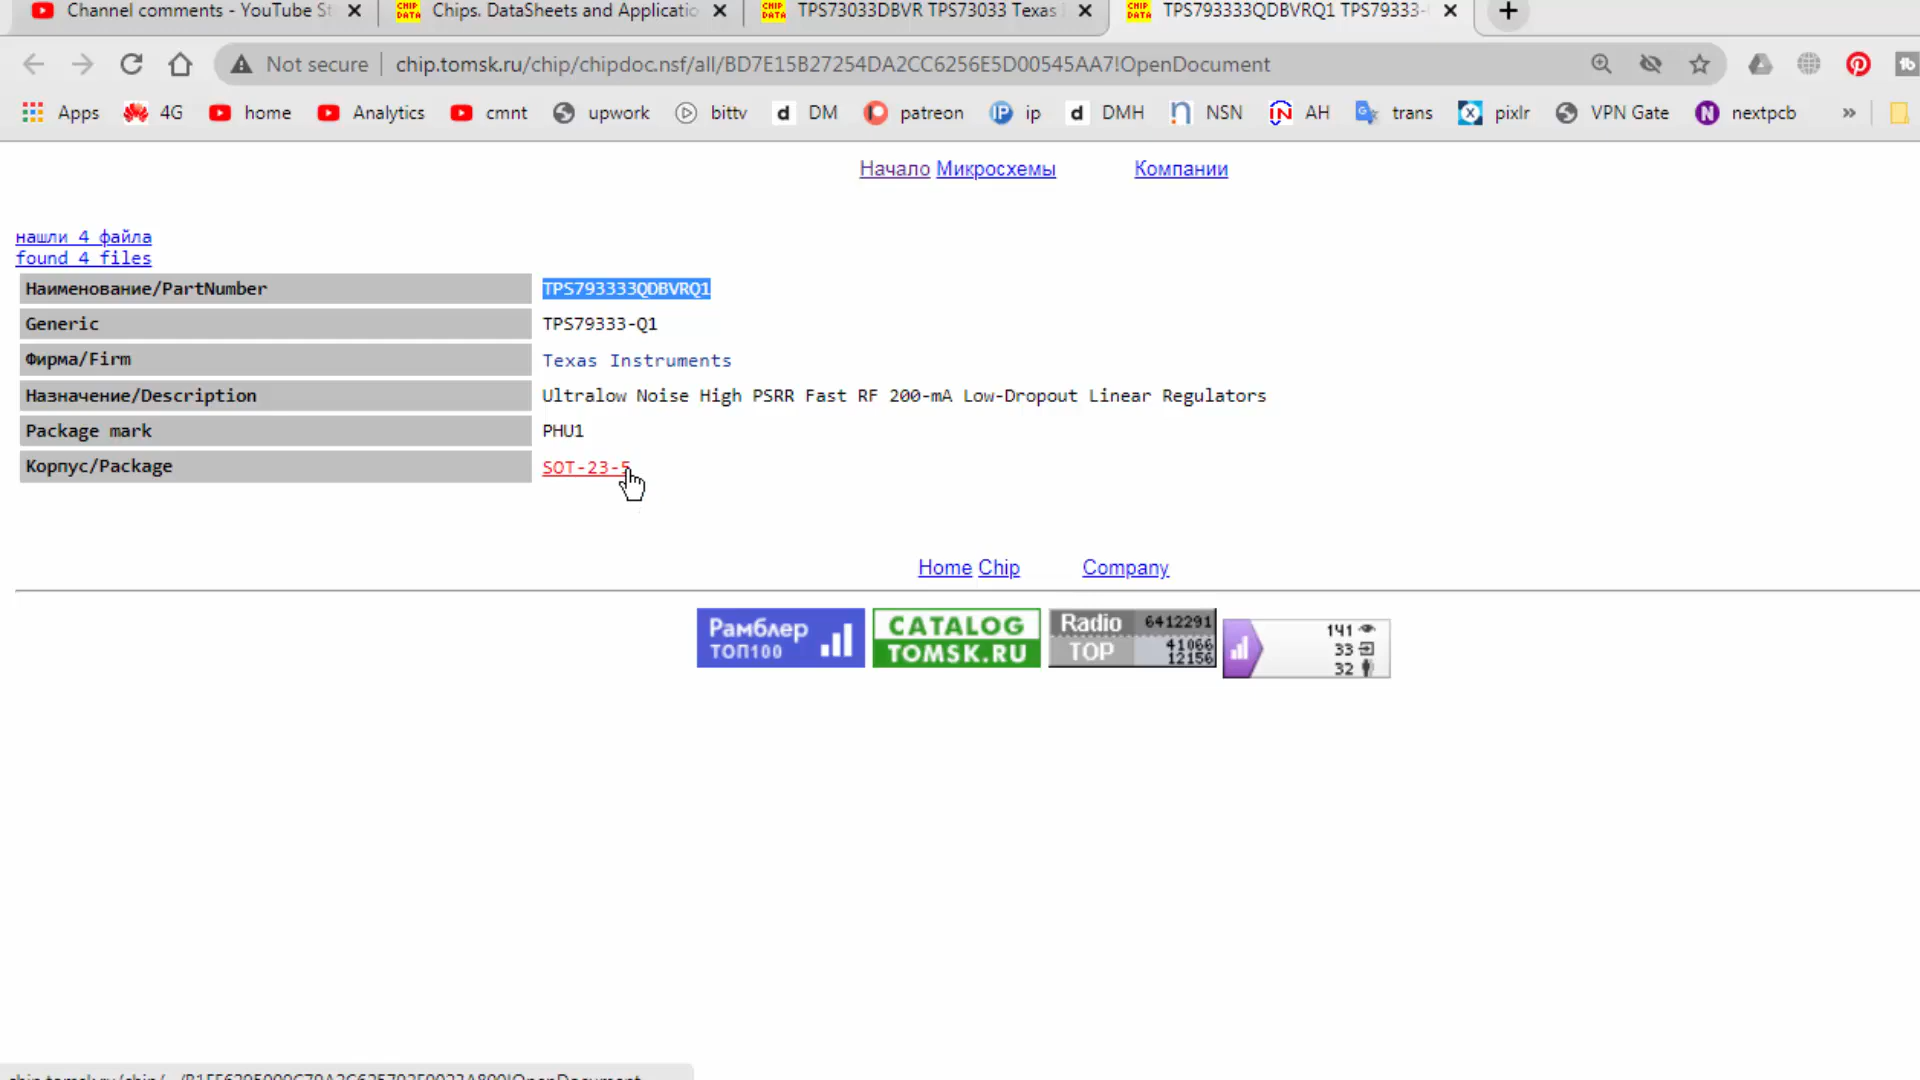 Channel comments - YouTube St
Chips. DataSheets and Applicatio
TPS73033DBVR TPS73033 Texas
TPS793333QDBVRQ1 TPS79333-
Not secure
chip.tomsk.ru/chip/chipdoc.nsf/all/BD7E15B27254DA2CC6256E5D00545AA7!OpenDocument
Apps 4G home Analytics cmnt upwork bittv DM patreon ip DMH NSN AH trans pixlr VPN Gate nextpcb »
Начало Микросхемы Компании
нашли 4 файла
found 4 files
Наименование/PartNumber TPS793333QDBVRQ1
Generic TPS79333-Q1
Фирма/Firm Texas Instruments
Назначение/Description Ultralow Noise High PSRR Fast RF 200-mA Low-Dropout Linear Regulators
Package mark PHU1
Корпус/Package SOT-23-5
Home Chip Company
Рамблер
ТОП100
CATALOG
TOMSK.RU
Radio 6412291
TOP 41066
12156
141
33
32